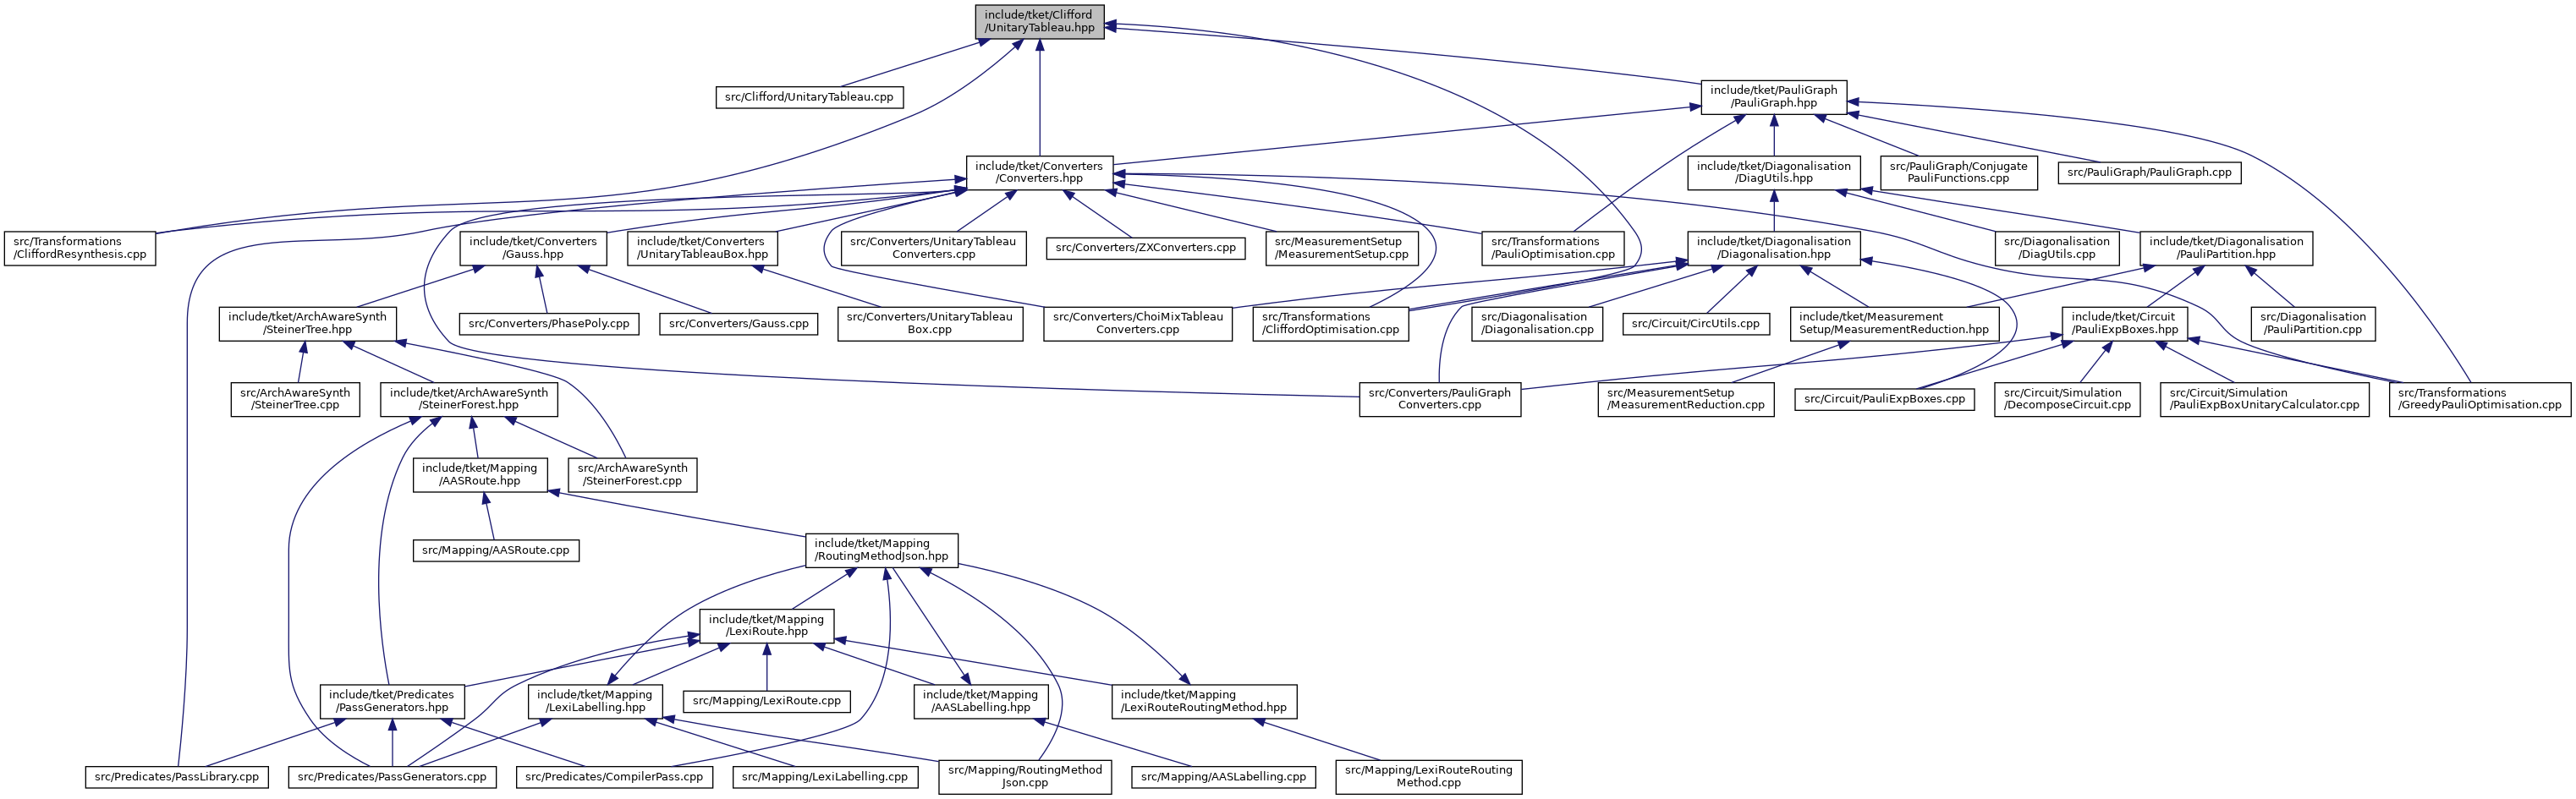 include/tket/Clifford
/UnitaryTableau.hpp
src/Clifford/UnitaryTableau.cpp
include/tket/PauliGraph
/PauliGraph.hpp
include/tket/Converters
/Converters.hpp
include/tket/Diagonalisation
/DiagUtils.hpp
src/PauliGraph/Conjugate
PauliFunctions.cpp
src/PauliGraph/PauliGraph.cpp
src/Transformations
/CliffordResynthesis.cpp
include/tket/Converters
/Gauss.hpp
include/tket/Converters
/UnitaryTableauBox.hpp
src/Converters/UnitaryTableau
Converters.cpp
src/Converters/ZXConverters.cpp
src/MeasurementSetup
/MeasurementSetup.cpp
src/Transformations
/PauliOptimisation.cpp
include/tket/Diagonalisation
/Diagonalisation.hpp
src/Diagonalisation
/DiagUtils.cpp
include/tket/Diagonalisation
/PauliPartition.hpp
include/tket/ArchAwareSynth
/SteinerTree.hpp
src/Converters/PhasePoly.cpp
src/Converters/Gauss.cpp
src/Converters/UnitaryTableau
Box.cpp
src/Converters/ChoiMixTableau
Converters.cpp
src/Transformations
/CliffordOptimisation.cpp
src/Diagonalisation
/Diagonalisation.cpp
src/Circuit/CircUtils.cpp
include/tket/Measurement
Setup/MeasurementReduction.hpp
include/tket/Circuit
/PauliExpBoxes.hpp
src/Diagonalisation
/PauliPartition.cpp
src/ArchAwareSynth
/SteinerTree.cpp
include/tket/ArchAwareSynth
/SteinerForest.hpp
src/Converters/PauliGraph
Converters.cpp
src/MeasurementSetup
/MeasurementReduction.cpp
src/Circuit/PauliExpBoxes.cpp
src/Circuit/Simulation
/DecomposeCircuit.cpp
src/Circuit/Simulation
/PauliExpBoxUnitaryCalculator.cpp
src/Transformations
/GreedyPauliOptimisation.cpp
include/tket/Mapping
/AASRoute.hpp
src/ArchAwareSynth
/SteinerForest.cpp
src/Mapping/AASRoute.cpp
include/tket/Mapping
/RoutingMethodJson.hpp
include/tket/Mapping
/LexiRoute.hpp
include/tket/Predicates
/PassGenerators.hpp
include/tket/Mapping
/LexiLabelling.hpp
src/Mapping/LexiRoute.cpp
include/tket/Mapping
/AASLabelling.hpp
include/tket/Mapping
/LexiRouteRoutingMethod.hpp
src/Predicates/PassLibrary.cpp
src/Predicates/PassGenerators.cpp
src/Predicates/CompilerPass.cpp
src/Mapping/LexiLabelling.cpp
src/Mapping/RoutingMethod
Json.cpp
src/Mapping/AASLabelling.cpp
src/Mapping/LexiRouteRouting
Method.cpp